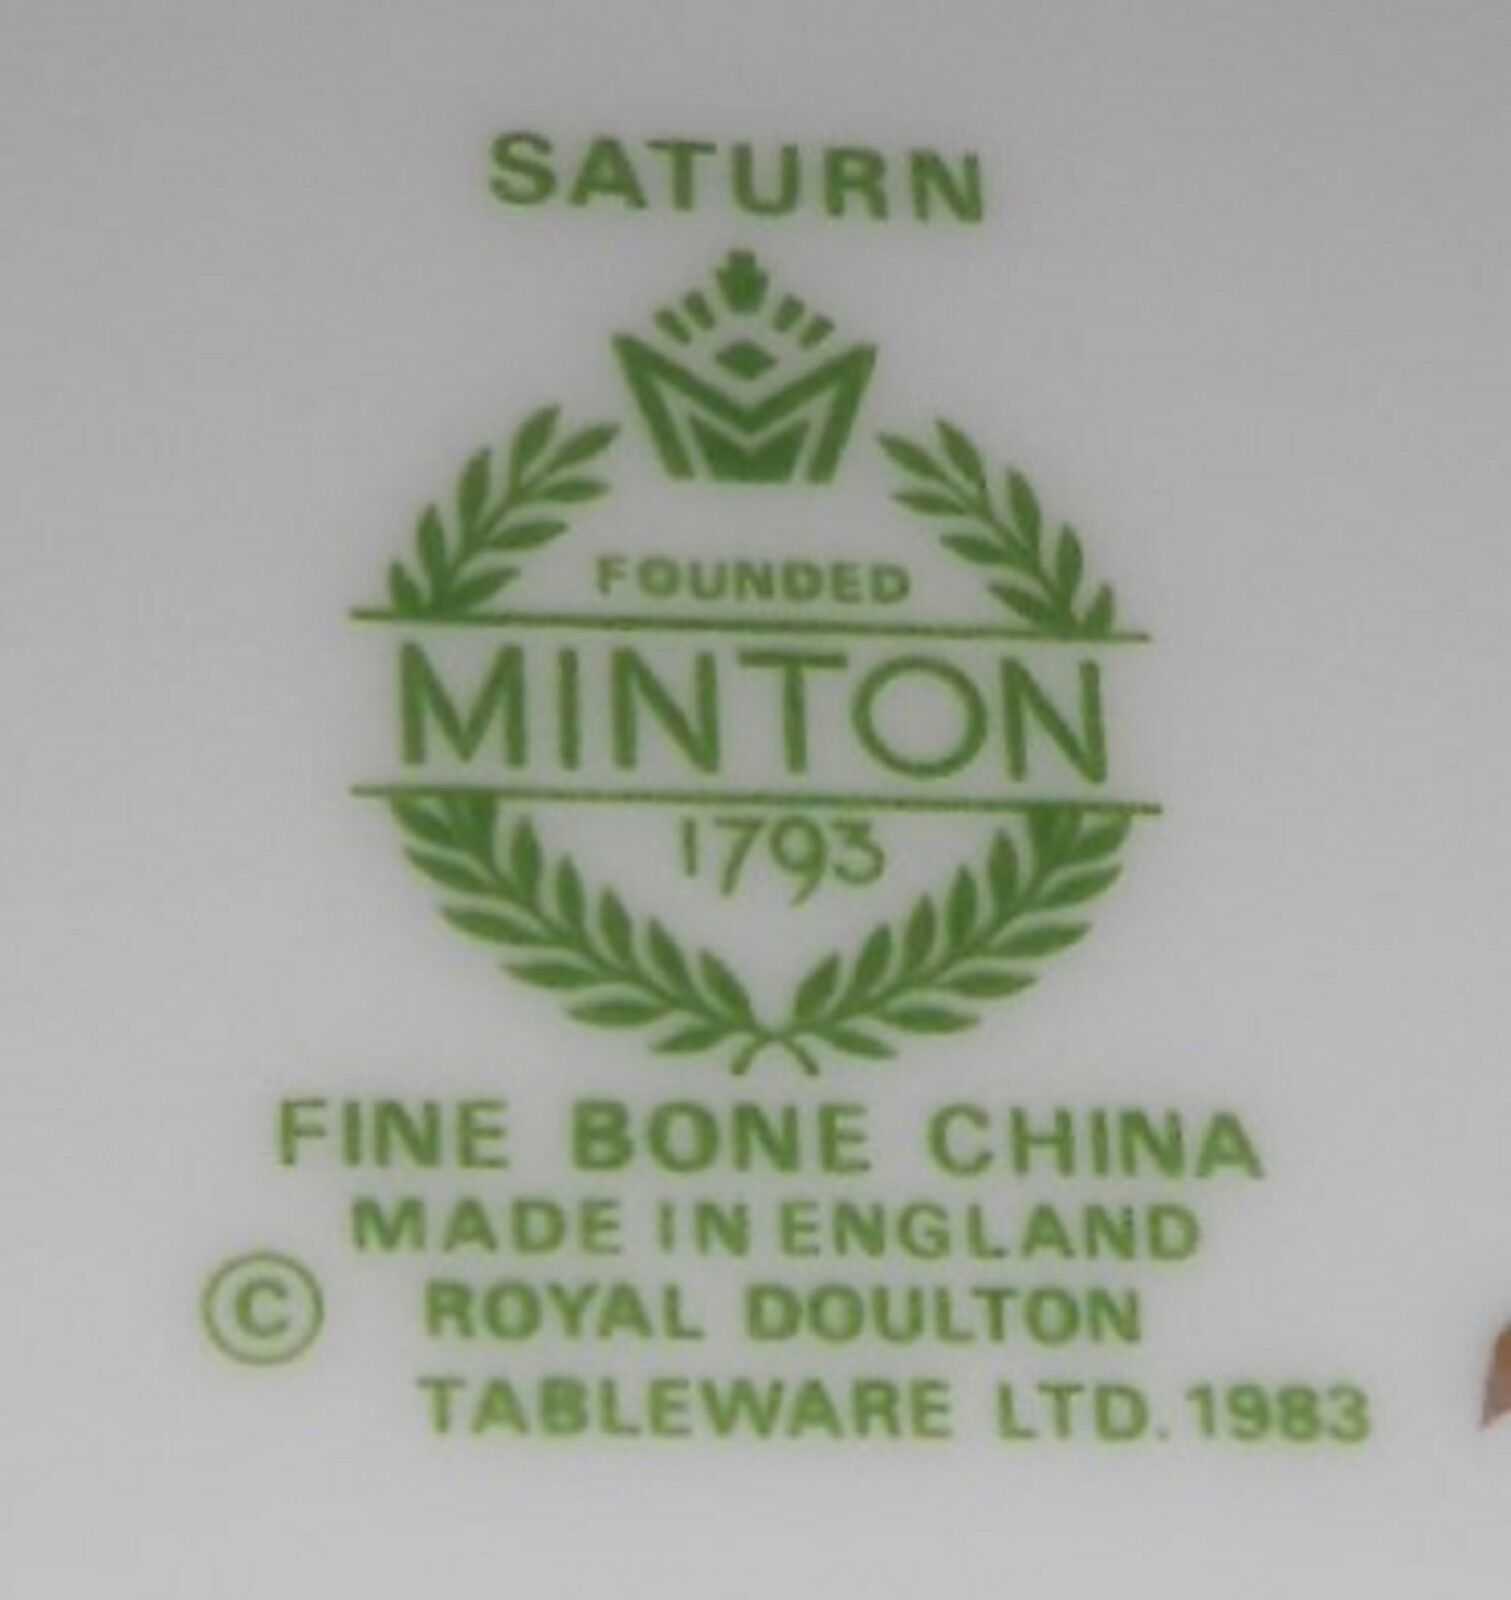 SATURN
M
FOUNDED
MINTON
1793
FINE BONE CHINA
MADE IN ENGLAND
© ROYAL DOULTON
TABLEWARE LTD. 1983